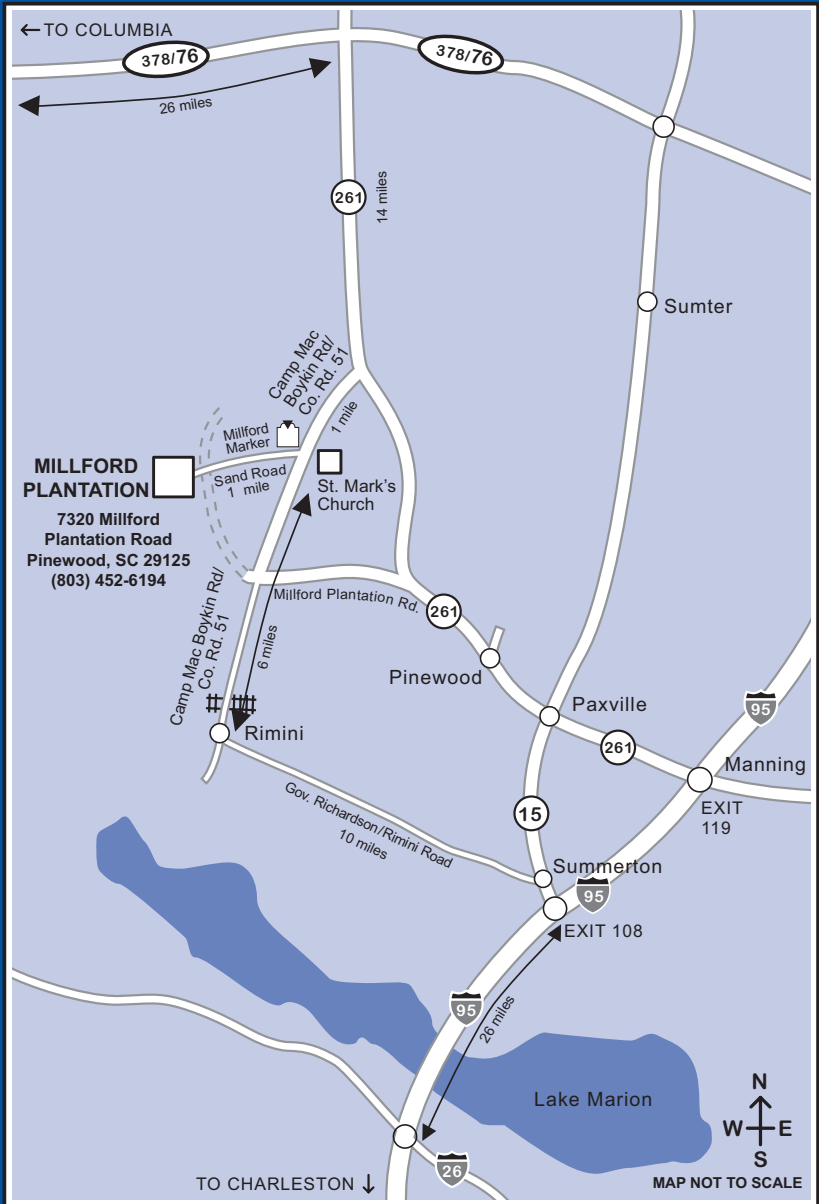 ←TO COLUMBIA
378/76
378/76
26 miles
261
14 miles
Sumter
Camp Mac
Boykin Rd/
Co. Rd. 51
1 mile
Millford
Marker
MILLFORD
PLANTATION
Sand Road
1 mile
St. Mark's
Church
7320 Millford
Plantation Road
Pinewood, SC 29125
(803) 452-6194
Millford Plantation Rd.
261
Camp Mac Boykin Rd/
Co. Rd. 51
6 miles
Pinewood
Paxville
95
Rimini
261
Manning
EXIT
119
Gov. Richardson/Rimini Road
10 miles
15
Summerton
95
EXIT 108
95
26 miles
Lake Marion
N
W E
S
26
TO CHARLESTON ↓
MAP NOT TO SCALE